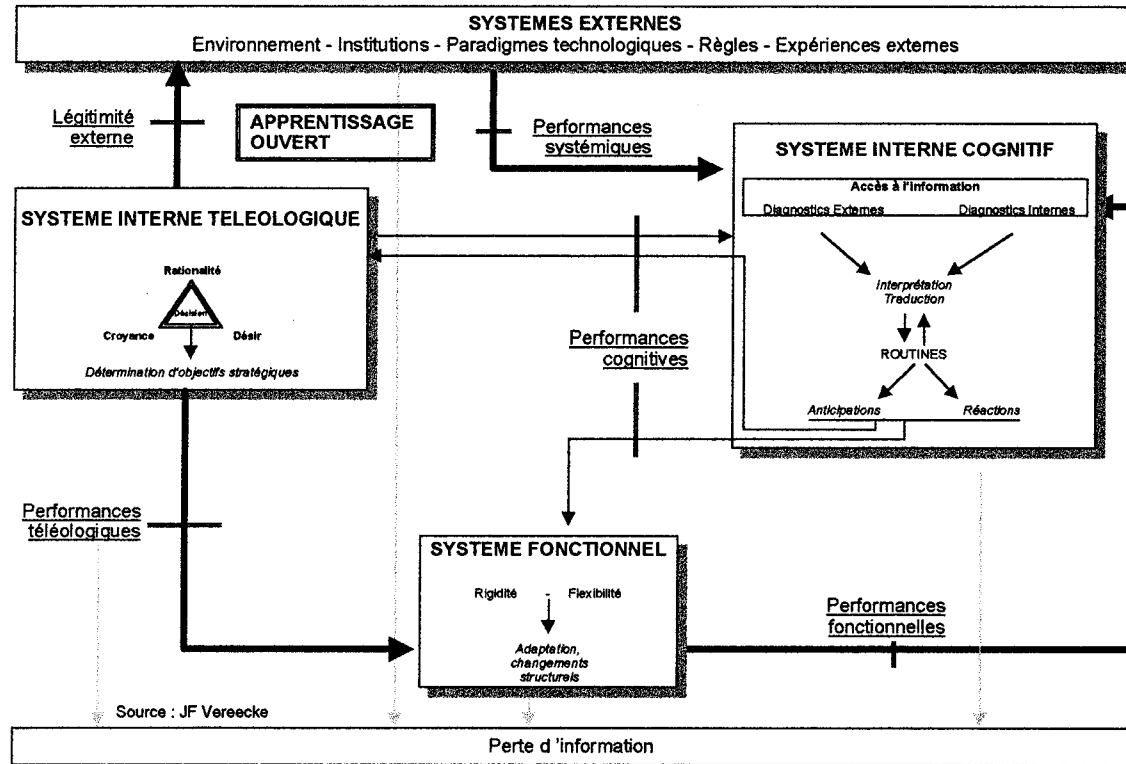 SYSTEMES EXTERNES
Environnement - Institutions - Paradigmes technologiques - Règles - Expériences externes
Légitimité
externe
APPRENTISSAGE
OUVERT
Performances
systémiques
SYSTEME INTERNE COGNITIF
Accès à l'information
Diagnostics Externes Diagnostics Internes
Interprétation
Traduction
ROUTINES
Anticipations Réactions
SYSTEME INTERNE TELEOLOGIQUE
Rationalité
Décision
Croyance Désir
Détermination d'objectifs stratégiques
Performances
cognitives
Performances
téléologiques
SYSTEME FONCTIONNEL
Rigidité - Flexibilité
Adaptation,
changements
structurels
Performances
fonctionnelles
Source : JF Vereecke
Perte d 'information